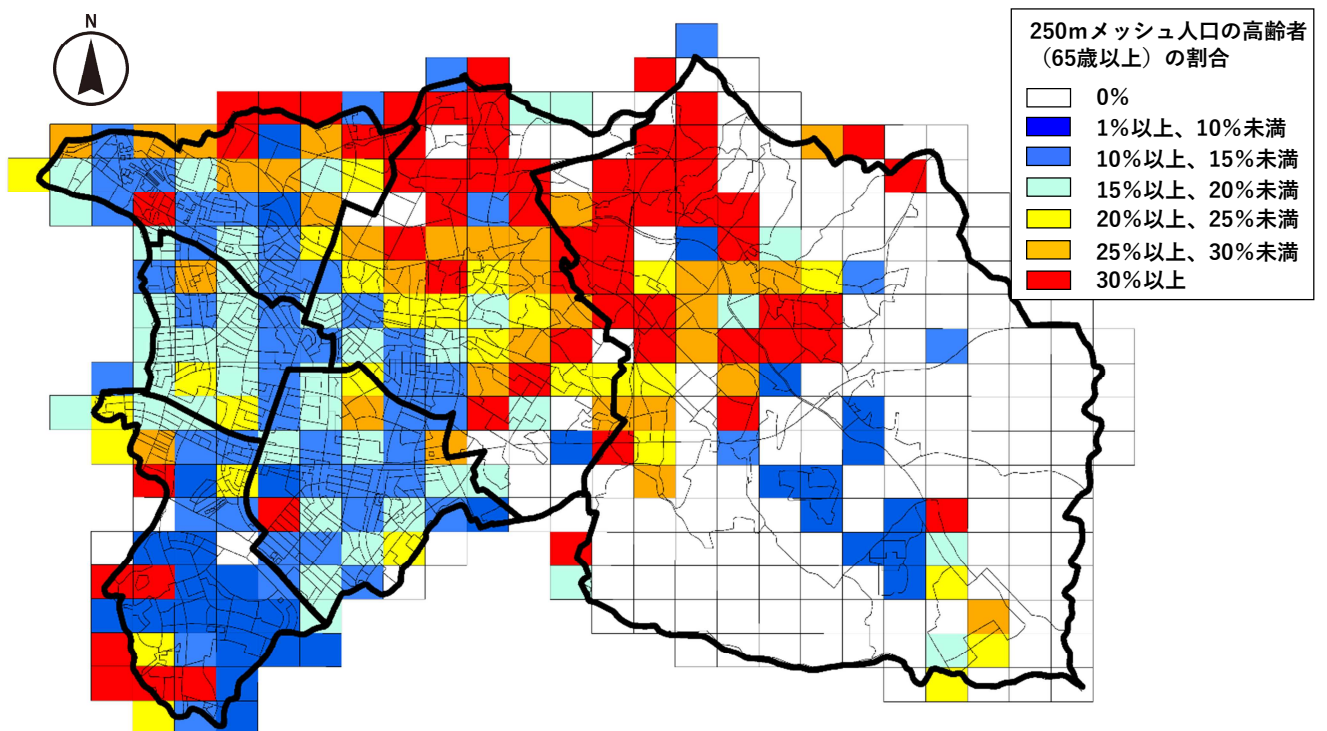 N
250mメッシュ人口の高齢者
（65歳以上）の割合
0%
1%以上、10%未満
10%以上、15%未満
15%以上、20%未満
20%以上、25%未満
25%以上、30%未満
30%以上